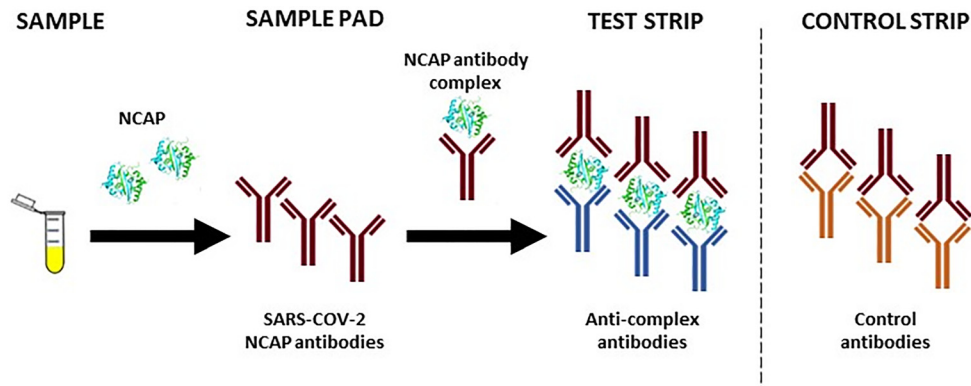 SAMPLE
SAMPLE PAD
TEST STRIP
CONTROL STRIP
NCAP antibody
complex
NCAP
SARS-COV-2
NCAP antibodies
Anti-complex
antibodies
Control
antibodies